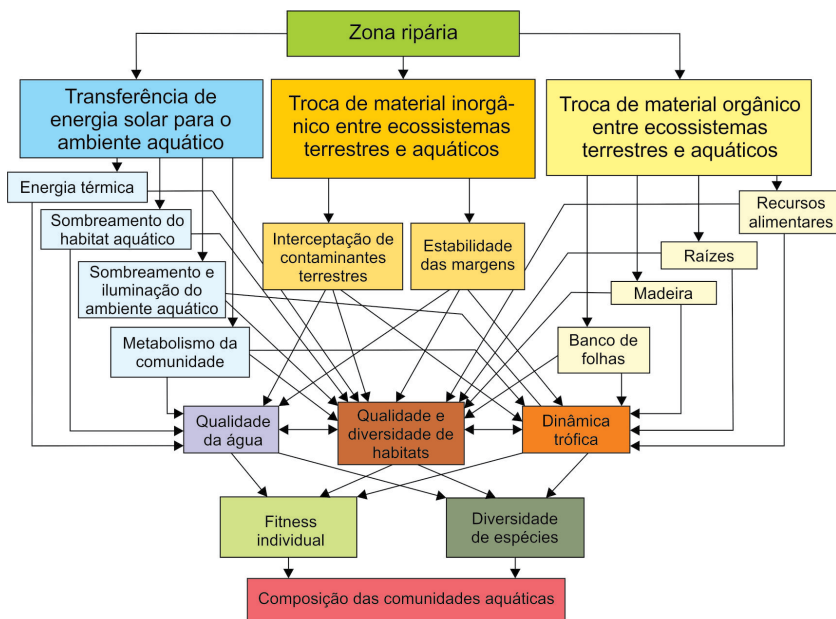 Zona ripária
Transferência de
energia solar para o
ambiente aquático
Troca de material inorgâ-
nico entre ecossistemas
terrestres e aquáticos
Troca de material orgânico
entre ecossistemas
terrestres e aquáticos
Energia térmica
Sombreamento do
habitat aquático
Sombreamento e
iluminação do
ambiente aquático
Metabolismo da
comunidade
Interceptação de
contaminantes
terrestres
Estabilidade
das margens
Recursos
alimentares
Raízes
Madeira
Banco de
folhas
Qualidade
da água
Qualidade e
diversidade de
habitats
Dinâmica
trófica
Fitness
individual
Diversidade
de espécies
Composição das comunidades aquáticas